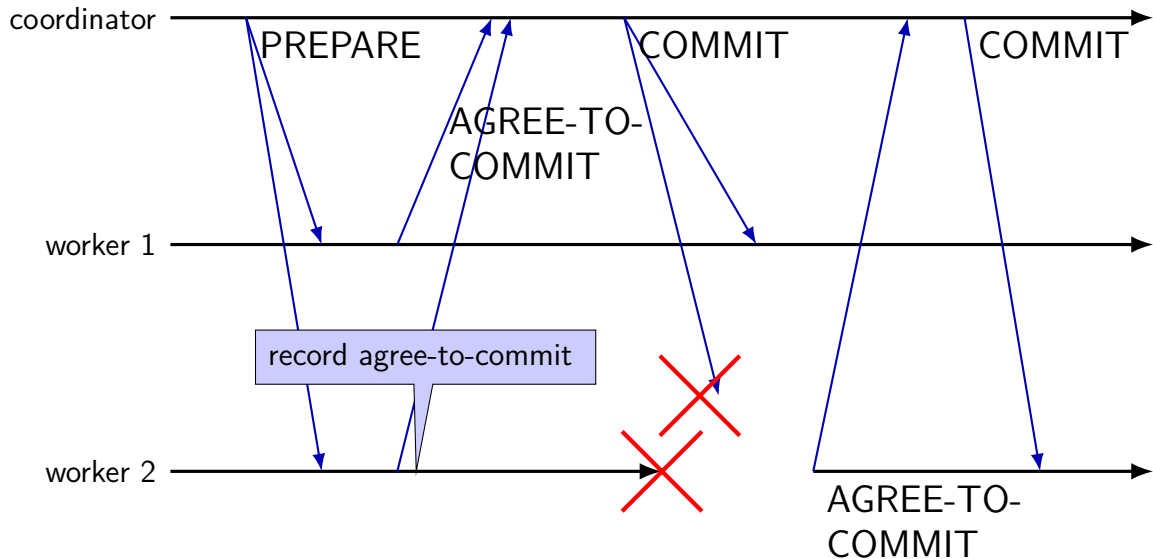 coordinator
PREPARE
COMMIT
COMMIT
AGREE-TO-
COMMIT
worker 1
record agree-to-commit
worker 2
AGREE-TO-
COMMIT